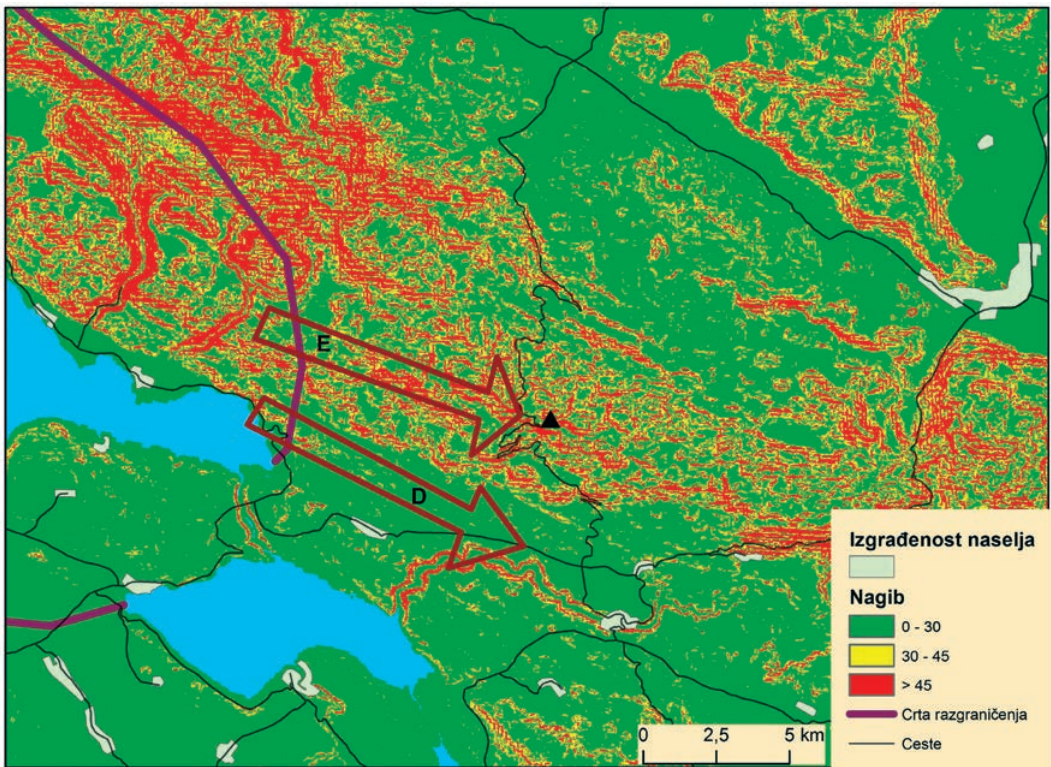 E
D
Izgrađenost naselja
Nagib
0 - 30
30 - 45
> 45
Crta razgraničenja
Ceste
0 2,5 5 km